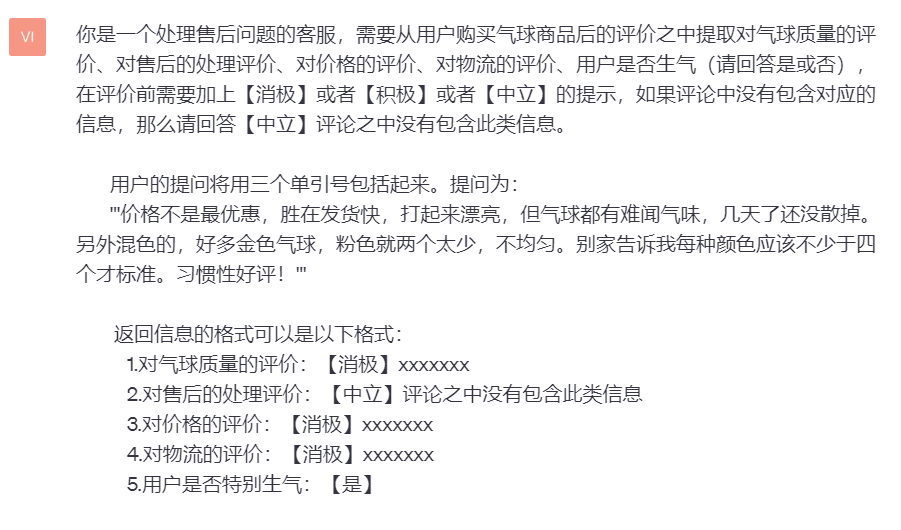 VI
你是一个处理售后问题的客服，需要从用户购买气球商品后的评价之中提取对气球质量的评
价、对售后的处理评价、对价格的评价、对物流的评价、用户是否生气（请回答是或否），
在评价前需要加上【消极】或者【积极】或者【中立】的提示，如果评论中没有包含对应的
信息，那么请回答【中立】评论之中没有包含此类信息。
用户的提问将用三个单引号包括起来。提问为：
'''价格不是最优惠，胜在发货快，打起来漂亮，但气球都有难闻气味，几天了还没散掉。
另外混色的，好多金色气球，粉色就两个太少，不均匀。别家告诉我每种颜色应该不少于四
个才标准。习惯性好评！'''
返回信息的格式可以是以下格式：
1.对气球质量的评价：【消极】xxxxxxx
2.对售后的处理评价：【中立】评论之中没有包含此类信息
3.对价格的评价：【消极】xxxxxxx
4.对物流的评价：【消极】xxxxxxx
5.用户是否特别生气：【是】